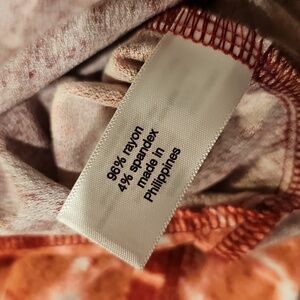 96% rayon
4% spandex
made in
Philippines